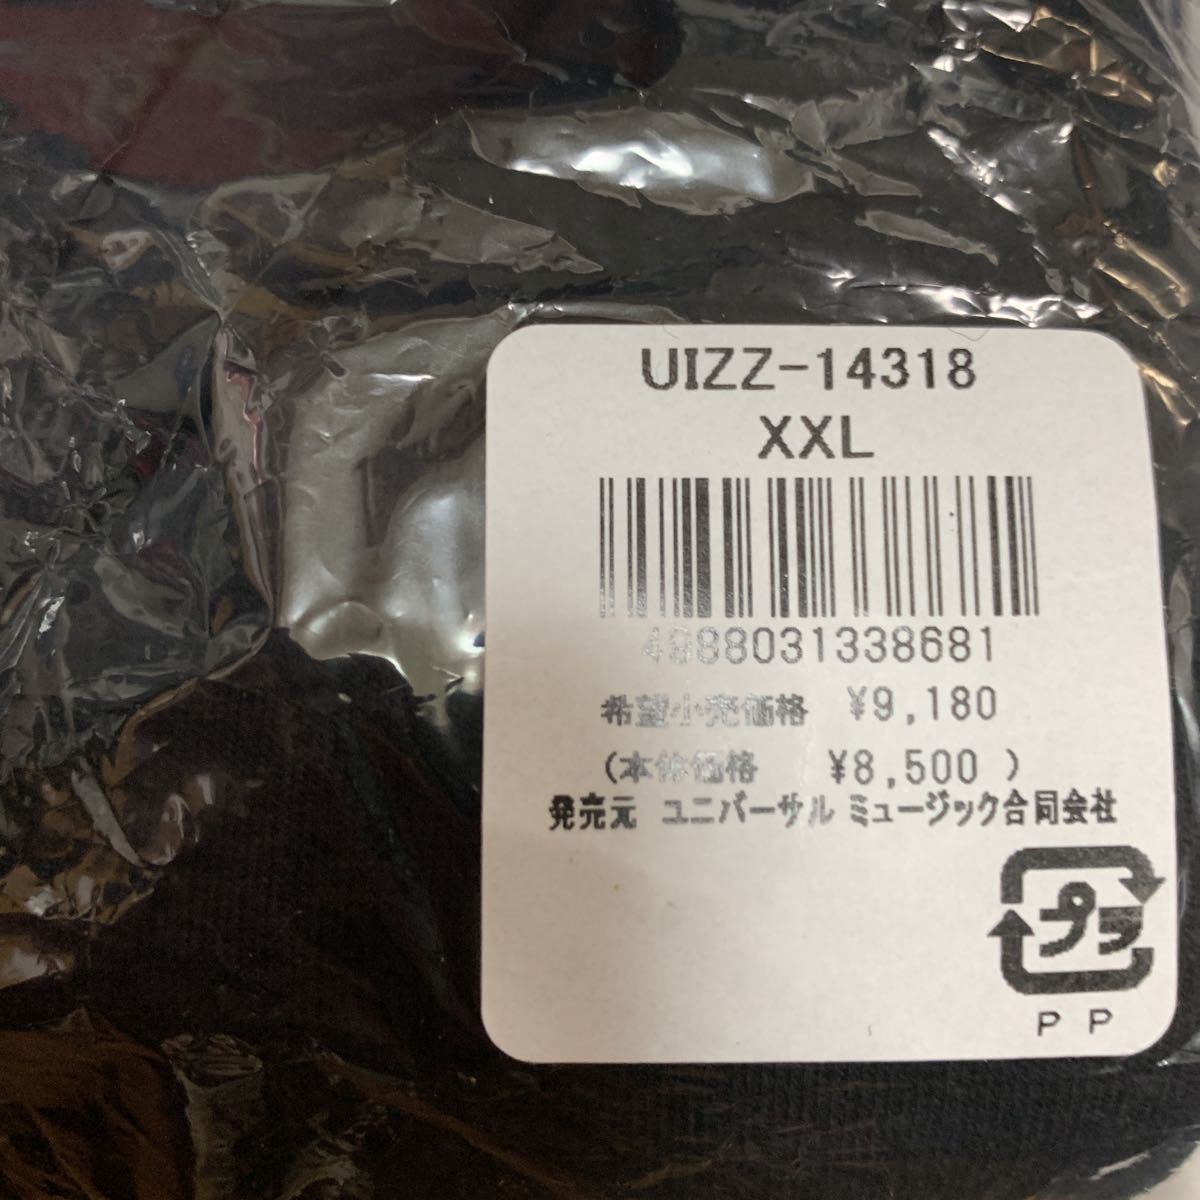 UIZZ-14318
XXL
4988031338681
希望小売価格 ¥9,180
(本体価格 ¥8,500 )
発売元 ユニバーサル ミュージック合同会社
プラ
PP